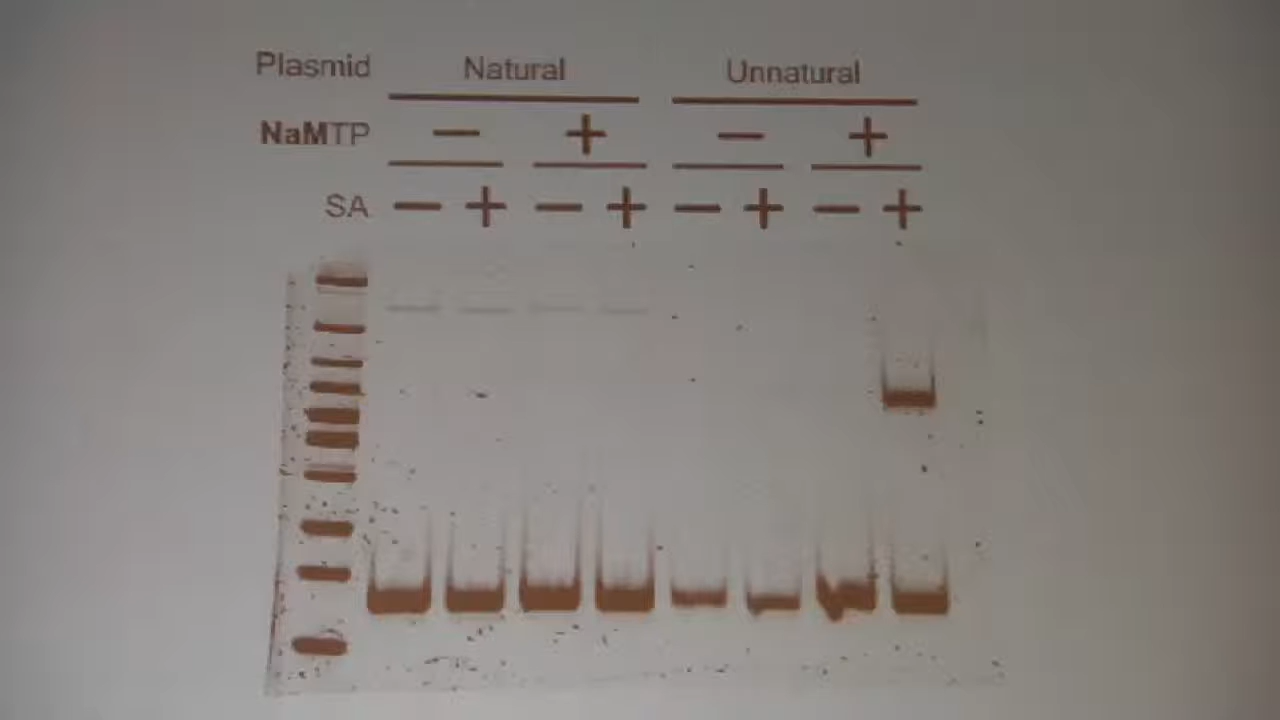 Plasmid Natural Unnatural
NaMTP − + − +
SA − + − + − + − +